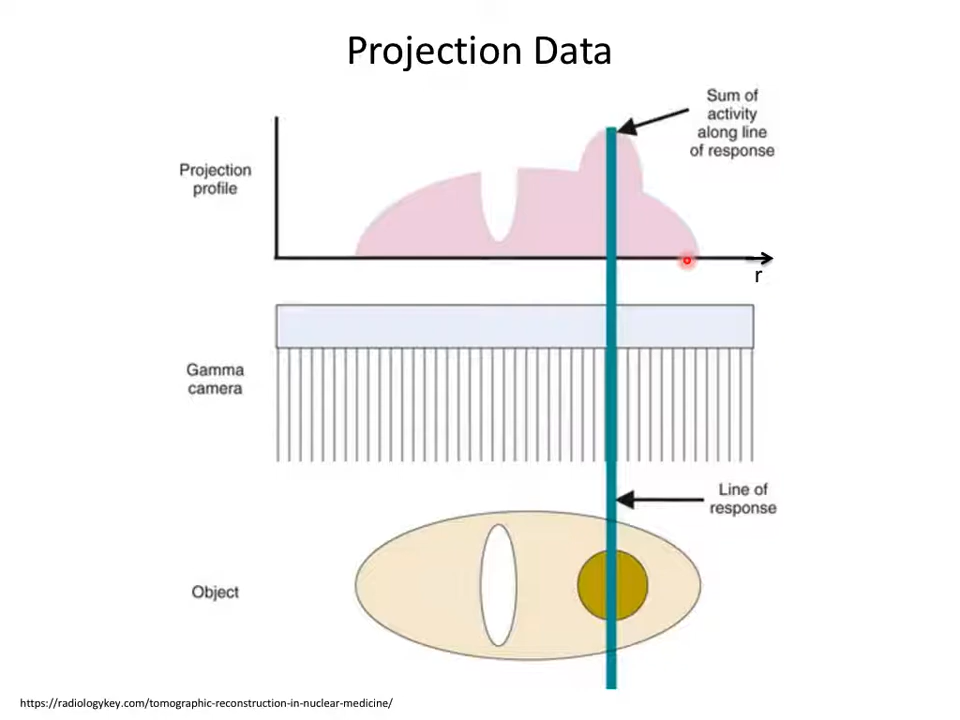 Projection Data
Sum of
activity
along line
of response
Projection
profile
r
Gamma
camera
Line of
response
Object
https://radiologykey.com/tomographic-reconstruction-in-nuclear-medicine/